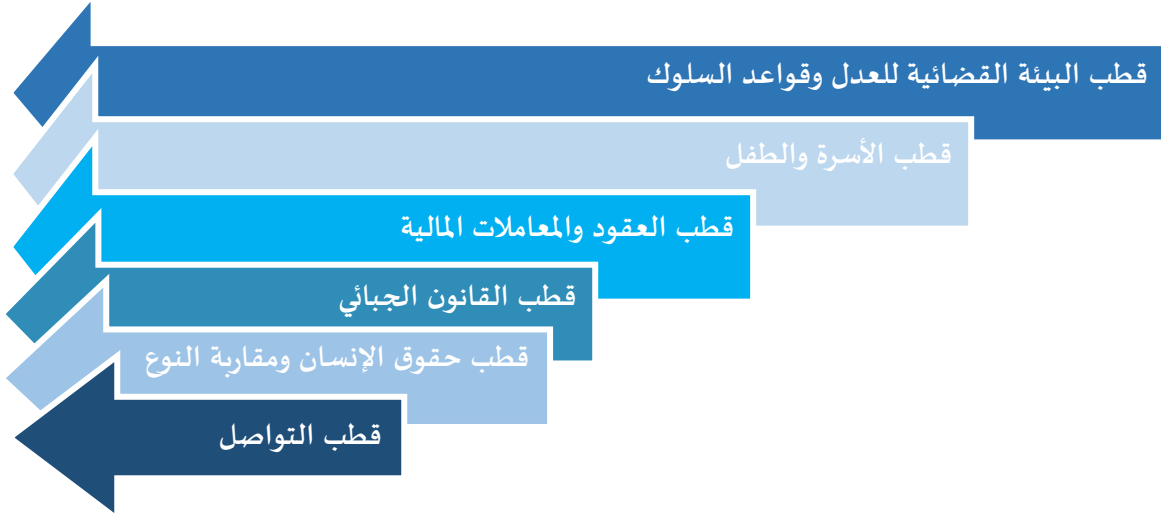 قطب البيئة القضائية للعدل وقواعد السلوك
قطب الأسرة والطفل
قطب العقود والمعاملات المالية
قطب القانون الجبائي
قطب حقوق الإنسان ومقاربة النوع
قطب التواصل